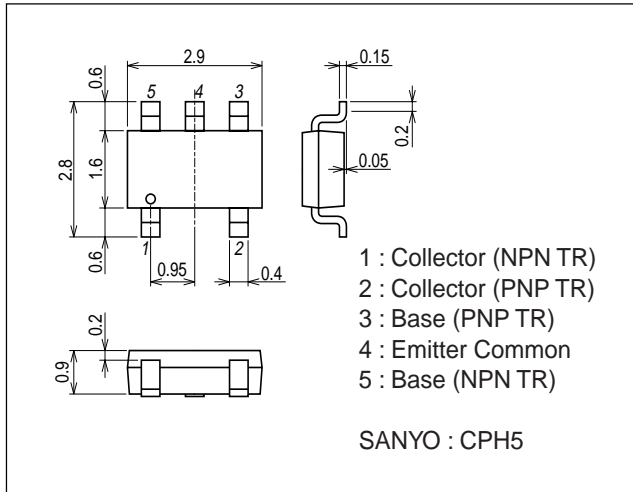 2.9
0.15
0.6
5
4
3
0.2
2.8
1.6
0.05
0.6
1
2
0.95
0.4
1 : Collector (NPN TR)
2 : Collector (PNP TR)
3 : Base (PNP TR)
4 : Emitter Common
5 : Base (NPN TR)
0.2
0.9
SANYO : CPH5